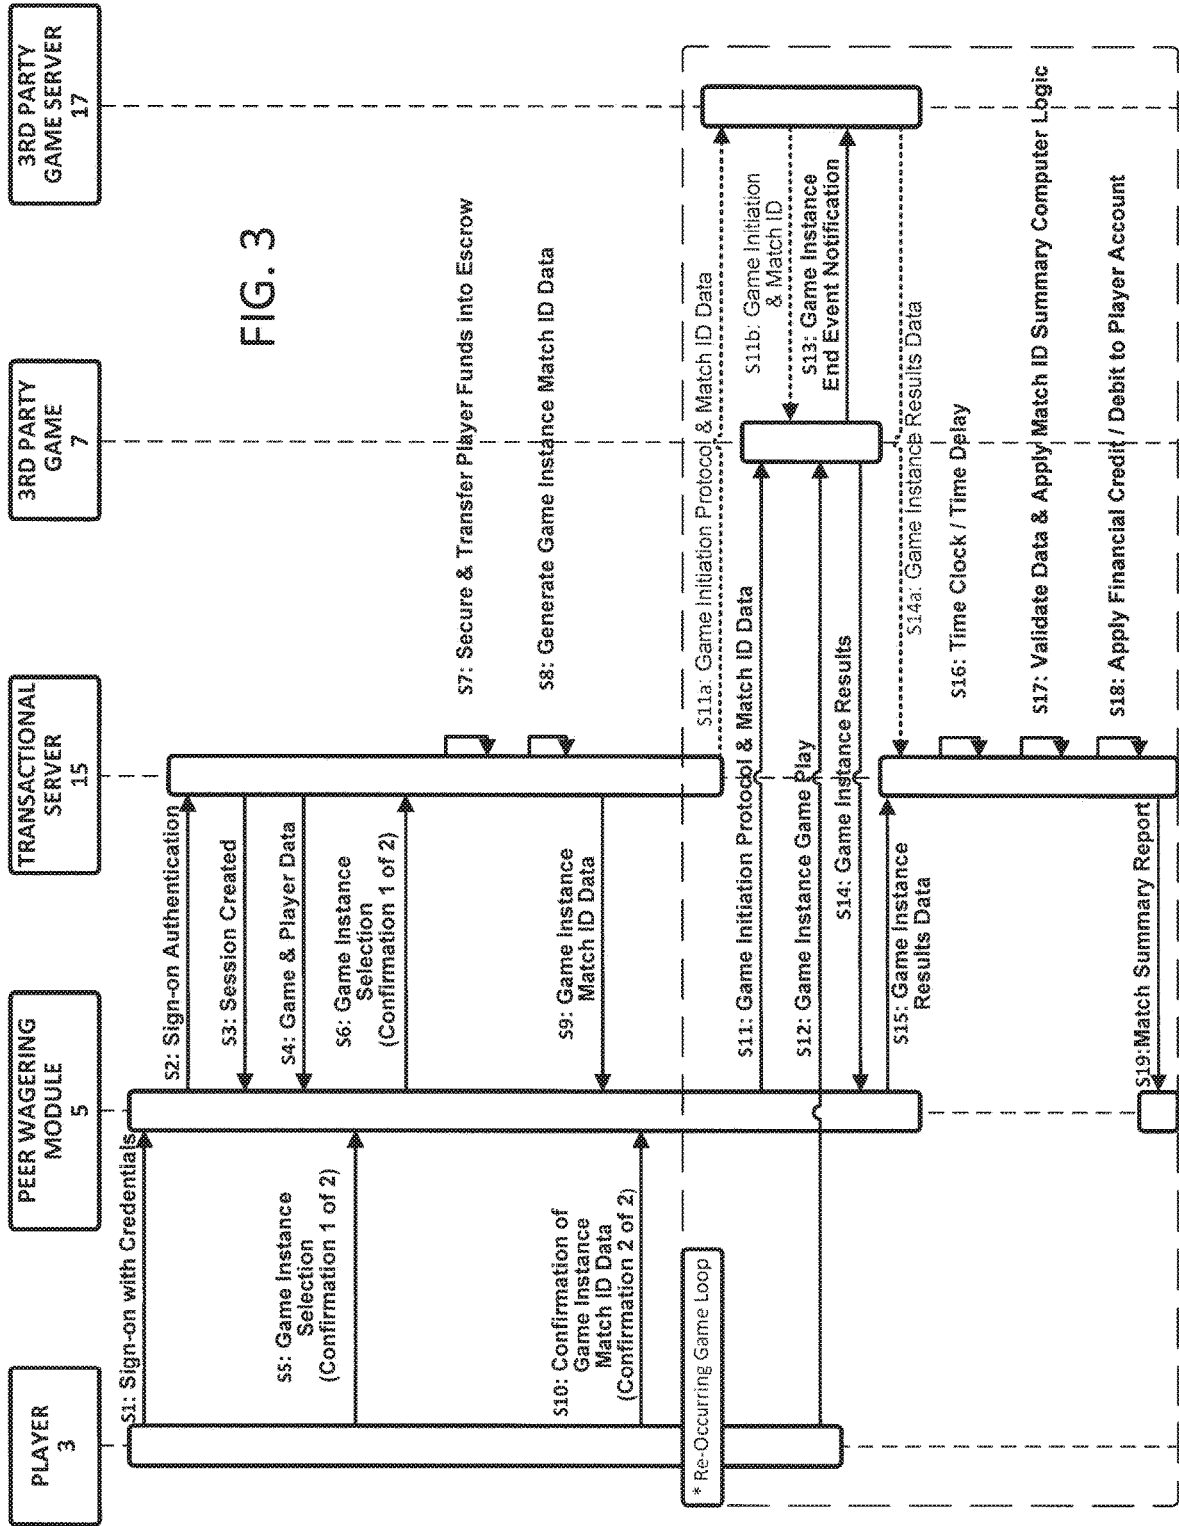 FIG. 3
PLAYER
3
PEER WAGERING
MODULE
5
TRANSACTIONAL
SERVER
15
3RD PARTY
GAME
7
3RD PARTY
GAME SERVER
17
S1: Sign-on with Credentials
S2: Sign-on Authentication
S3: Session Created
S4: Game & Player Data
S5: Game Instance
Selection
(Confirmation 1 of 2)
S6: Game Instance
Selection
(Confirmation 1 of 2)
S7: Secure & Transfer Player Funds into Escrow
S8: Generate Game Instance Match ID Data
S9: Game Instance
Match ID Data
S10: Confirmation of
Game Instance
Match ID Data
(Confirmation 2 of 2)
* Re-Occurring Game Loop
S11a: Game Initiation Protocol & Match ID Data
S11: Game Initiation Protocol & Match ID Data
S11b: Game Initiation
& Match ID
S12: Game Instance Game Play
S13: Game Instance
End Event Notification
S14: Game Instance Results
S14a: Game Instance Results Data
S15: Game Instance
Results Data
S16: Time Clock / Time Delay
S17: Validate Data & Apply Match ID Summary Computer Logic
S18: Apply Financial Credit / Debit to Player Account
S19:Match Summary Report